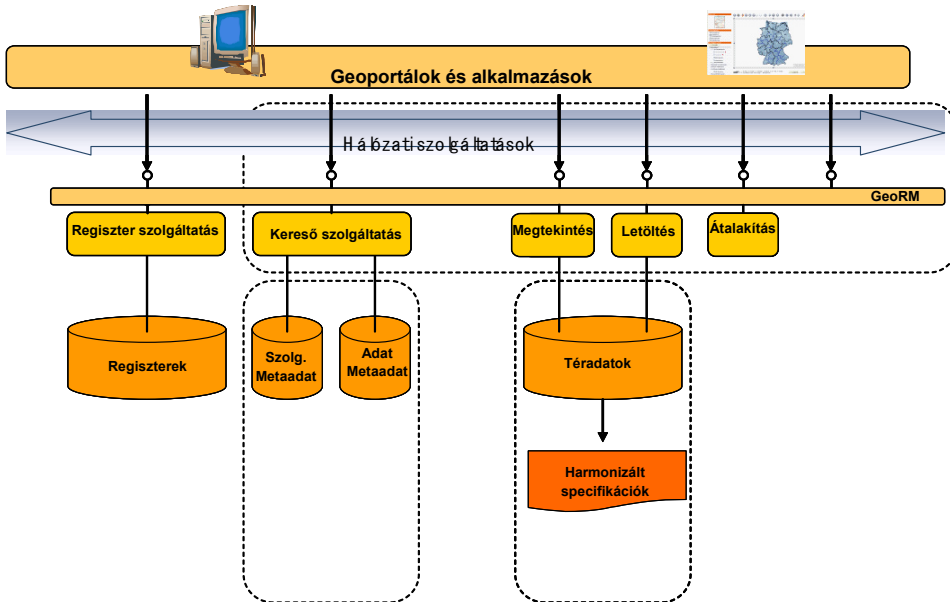 Geoportálok és alkalmazások
Hálózati szolgáltatások
GeoRM
Regiszter szolgáltatás
Kereső szolgáltatás
Megtekintés
Letöltés
Átalakítás
Regiszterek
Szolg.
Metaadat
Adat
Metaadat
Téradatok
Harmonizált
specifikációk